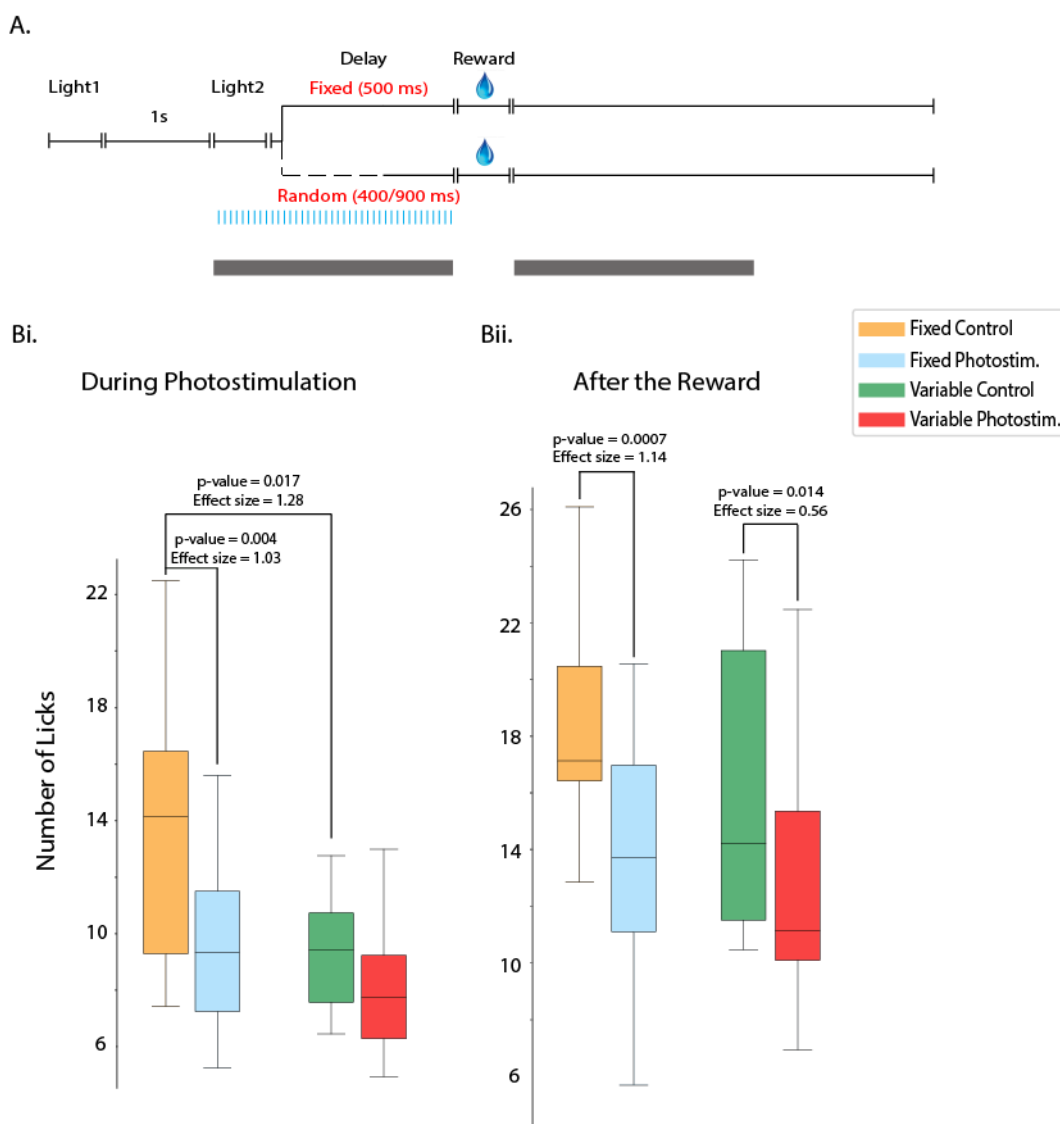 A.
Delay
Reward
Light1
Light2
Fixed (500 ms)
1s
Random (400/900 ms)
Bi.
Bii.
Fixed Control
Fixed Photostim.
Variable Control
Variable Photostim.
During Photostimulation
After the Reward
p-value = 0.017
Effect size = 1.28
p-value = 0.004
Effect size = 1.03
p-value = 0.0007
Effect size = 1.14
p-value = 0.014
Effect size = 0.56
Number of Licks
22
18
14
10
6
26
22
18
14
10
6